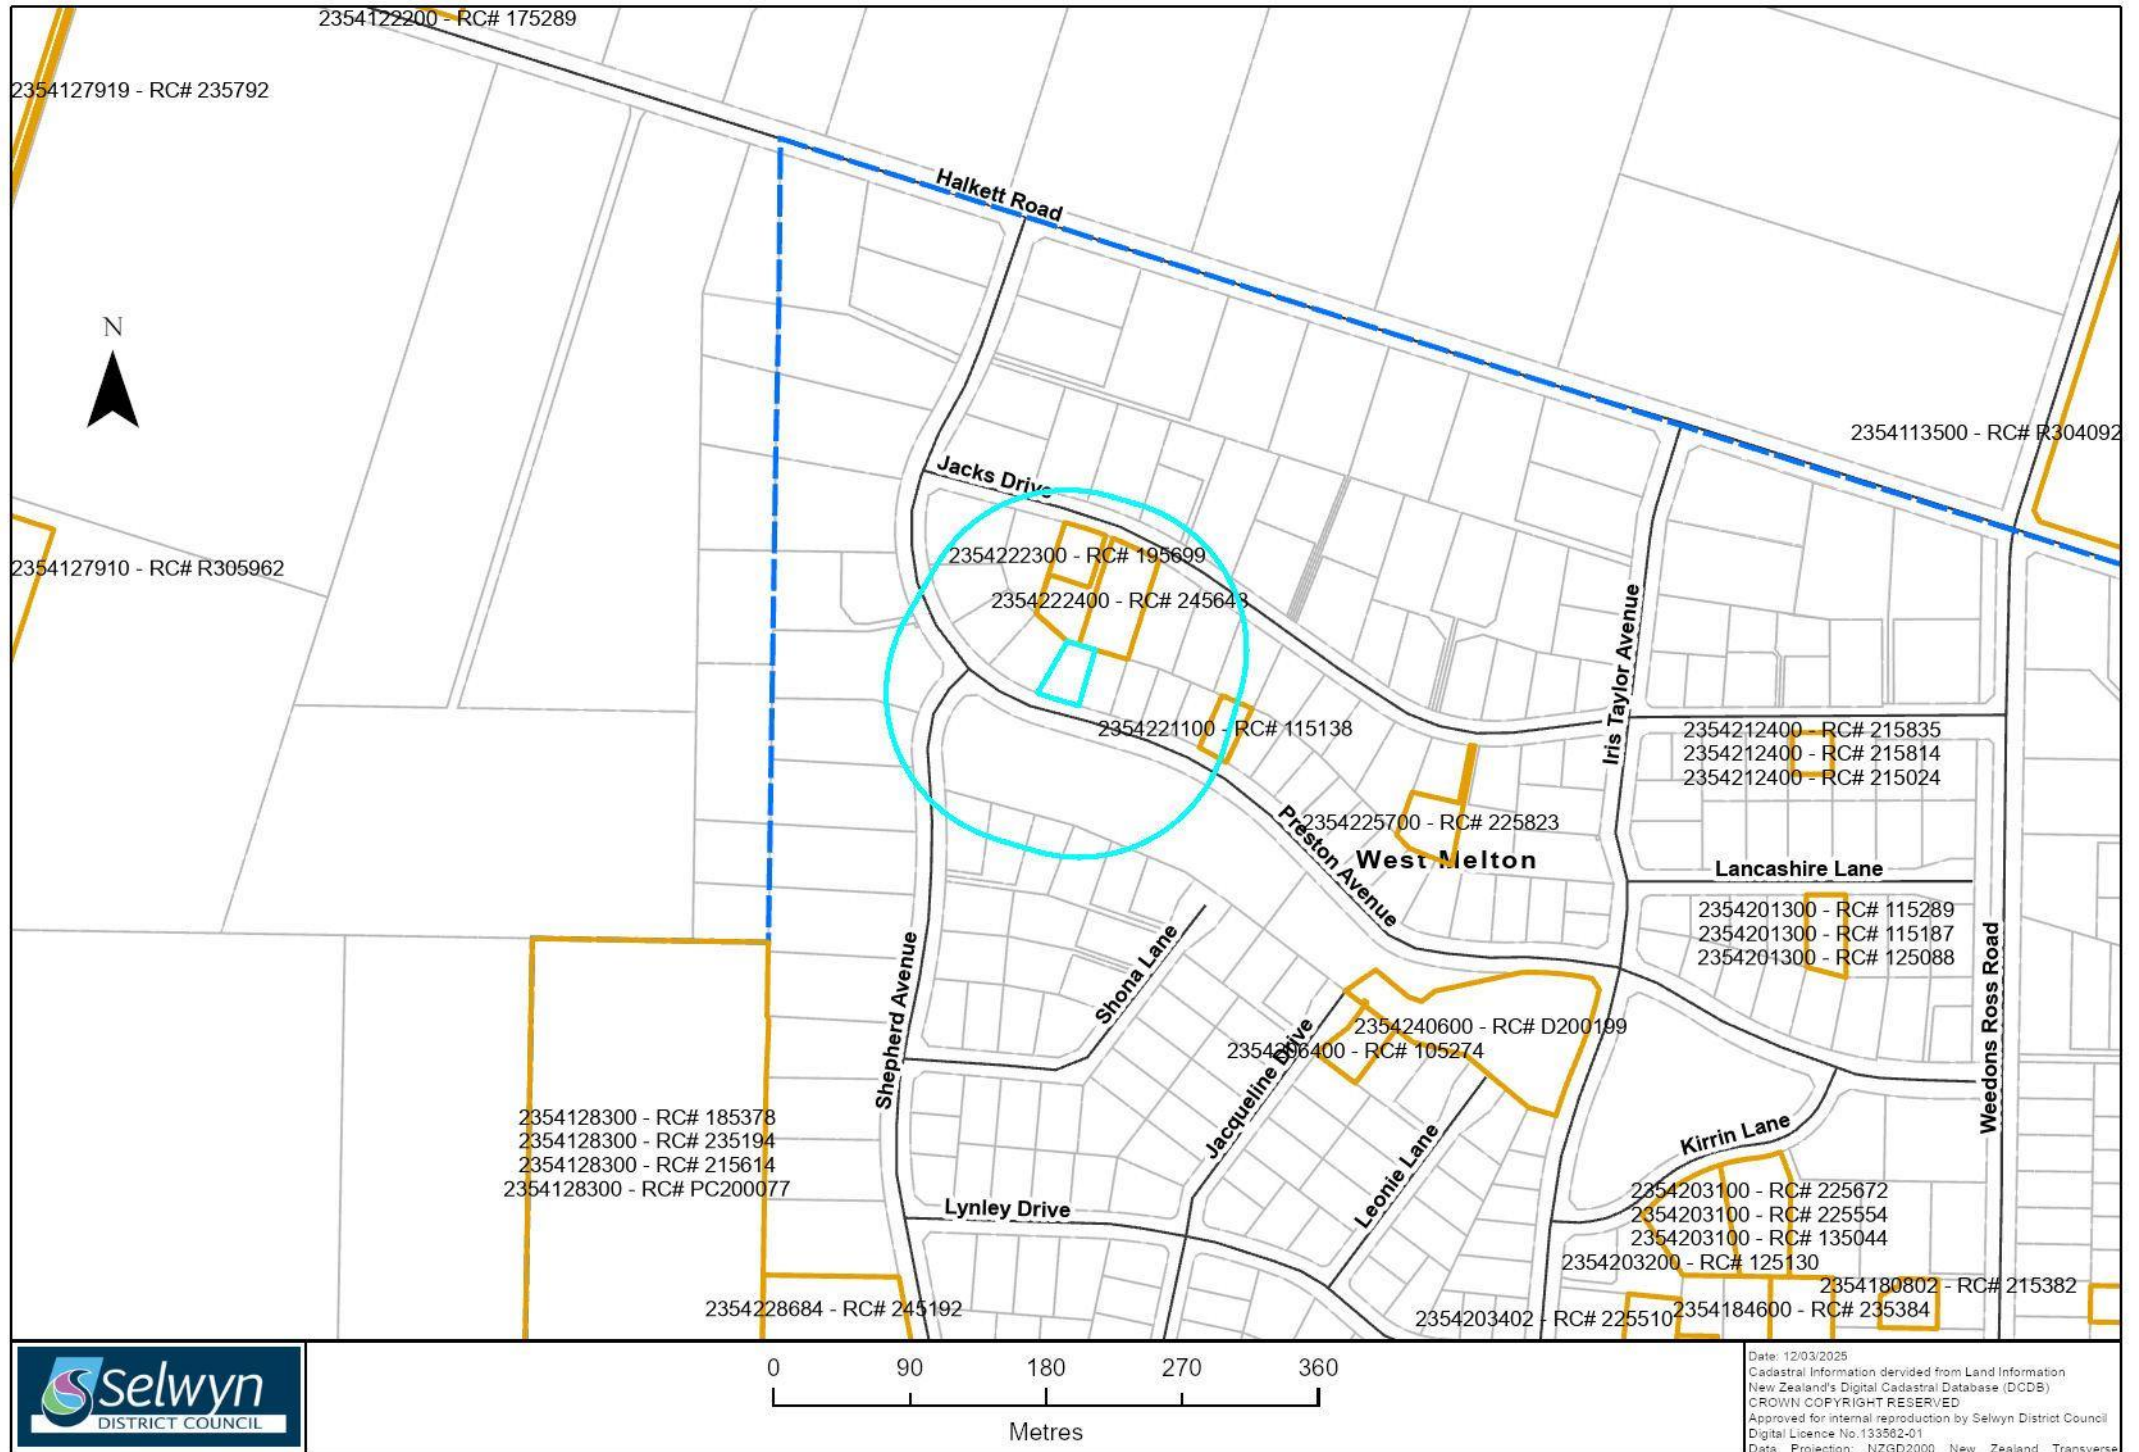 2354122200 - RC# 175289
2354127919 - RC# 235792
Halkett Road
N
2354113500 - RC# R304092
Jacks Drive
2354222300 - RC# 195699
2354127910 - RC# R305962
2354222400 - RC# 245643
Iris Taylor Avenue
2354221100 - RC# 115138
2354212400 - RC# 215835
2354212400 - RC# 215814
2354212400 - RC# 215024
Preston Avenue
2354225700 - RC# 225823
West Melton
Lancashire Lane
2354201300 - RC# 115289
2354201300 - RC# 115187
2354201300 - RC# 125088
Shepherd Avenue
Shona Lane
Weedons Ross Road
2354240600 - RC# D200199
2354206400 - RC# 105274
Jacqueline Drive
2354128300 - RC# 185378
2354128300 - RC# 235194
2354128300 - RC# 215614
2354128300 - RC# PC200077
Leonie Lane
Kirrin Lane
Lynley Drive
2354203100 - RC# 225672
2354203100 - RC# 225554
2354203100 - RC# 135044
2354203200 - RC# 125130
2354180802 - RC# 215382
2354228684 - RC# 245192
2354203402 - RC# 225510
2354184600 - RC# 235384
Selwyn
DISTRICT COUNCIL
0 90 180 270 360
Metres
Date: 12/03/2025
Cadastral Information dervided from Land Information
New Zealand's Digital Cadastral Database (DCDB)
CROWN COPYRIGHT RESERVED
Approved for internal reproduction by Selwyn District Council
Digital Licence No.133562-01
Data Projection: NZGD2000 New Zealand Transverse